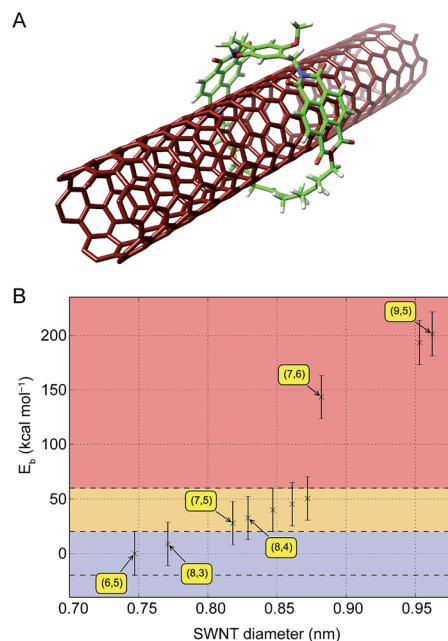 A
B
E_b (kcal mol⁻¹)
200
150
100
50
0
(9,5)
(7,6)
(7,5)
(8,4)
(8,3)
(6,5)
0.70 0.75 0.80 0.85 0.90 0.95
SWNT diameter (nm)